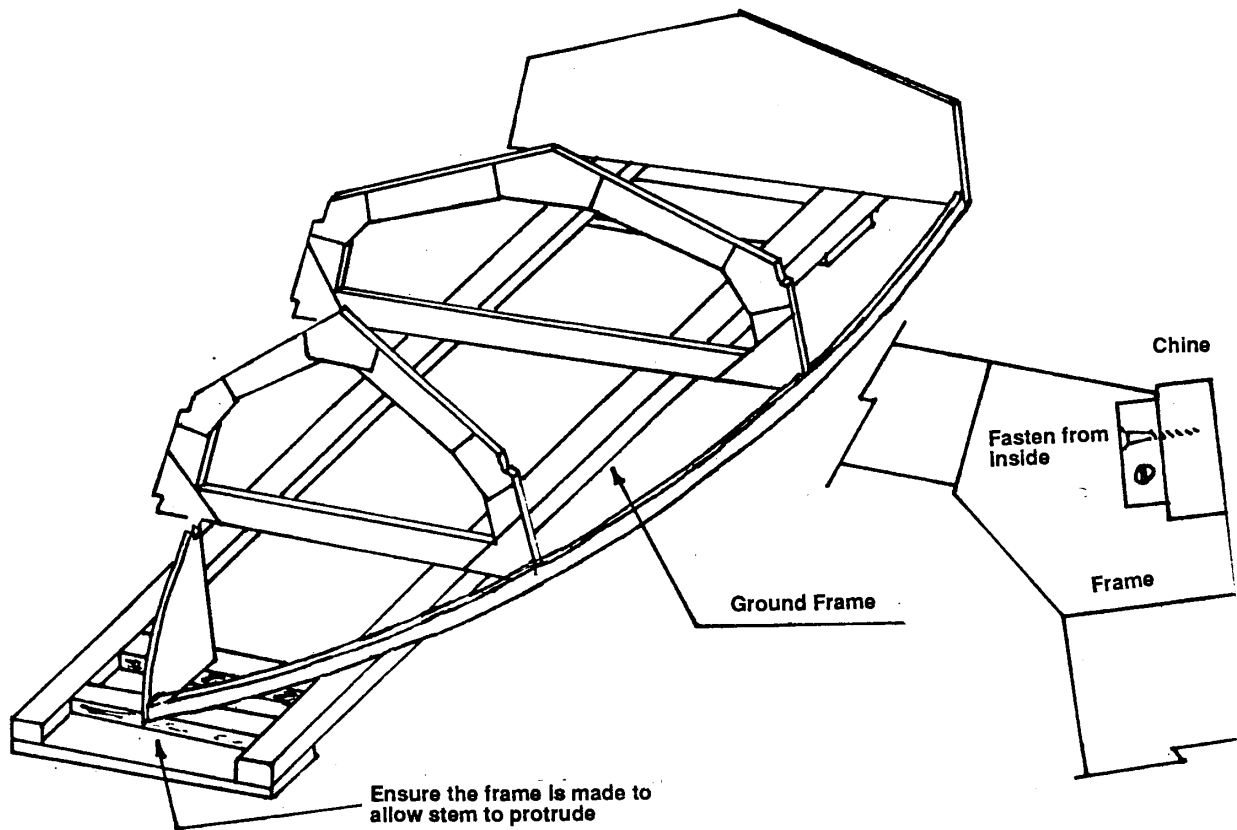 Chine
Fasten from
inside
Frame
Ground Frame
Ensure the frame is made to
allow stem to protrude